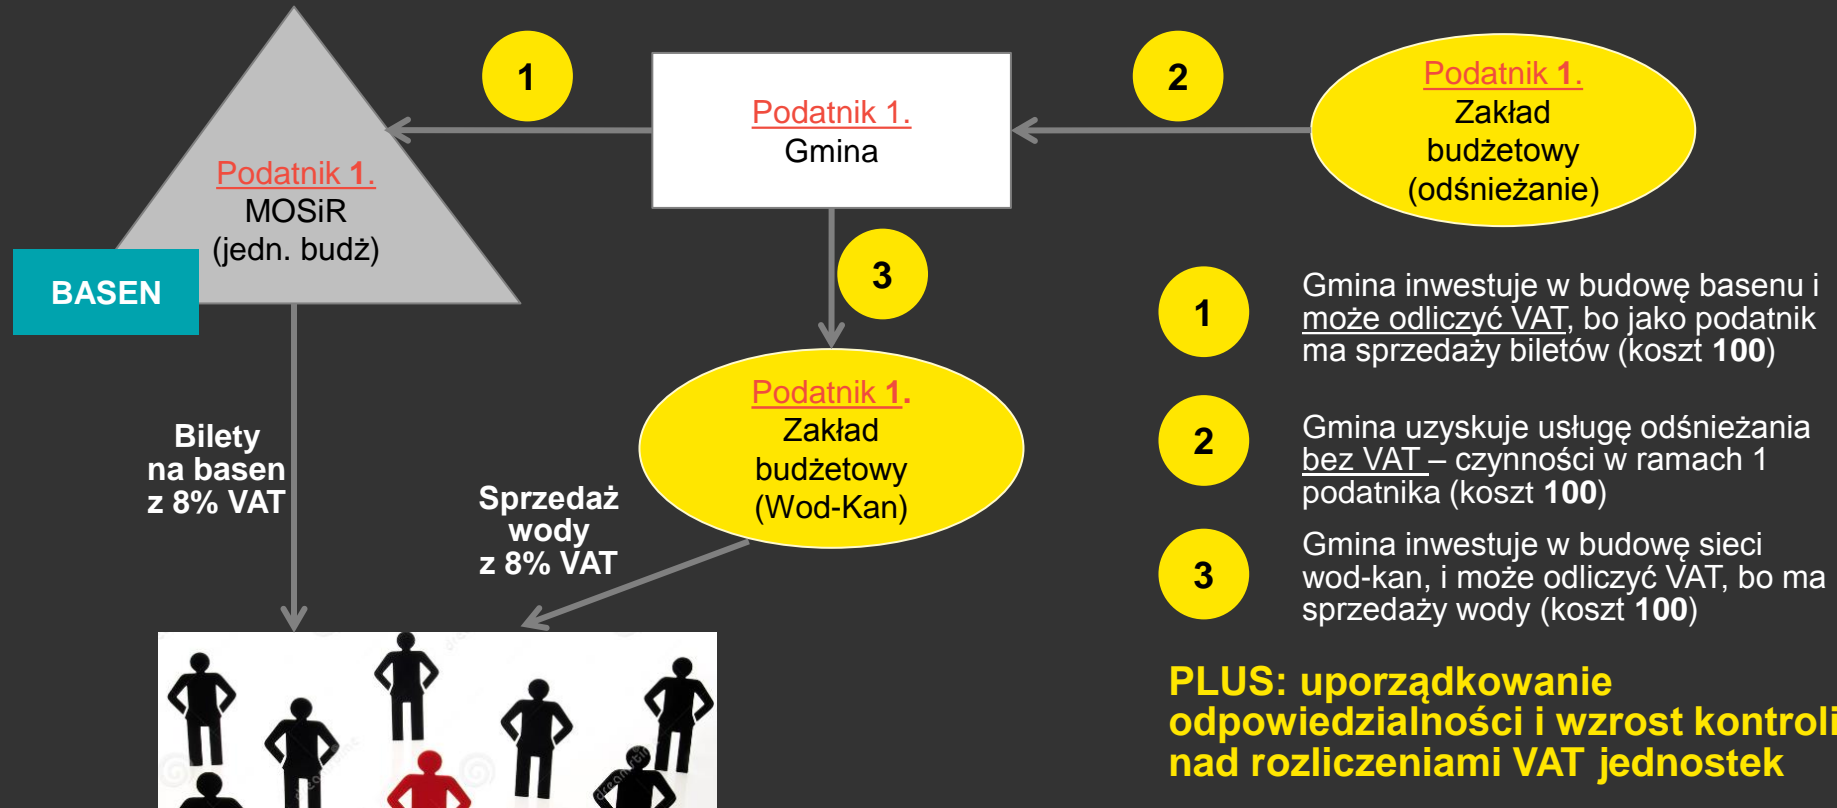 1
2
Podatnik 1.
MOSiR
(jedn. budż)
BASEN
Podatnik 1.
Gmina
Podatnik 1.
Zakład
budżetowy
(odśnieżanie)
3
Podatnik 1.
Zakład
budżetowy
(Wod-Kan)
Bilety
na basen
z 8% VAT
Sprzedaż
wody
z 8% VAT
1
Gmina inwestuje w budowę basenu i
może odliczyć VAT, bo jako podatnik
ma sprzedaży biletów (koszt 100)
2
Gmina uzyskuje usługę odśnieżania
bez VAT – czynności w ramach 1
podatnika (koszt 100)
3
Gmina inwestuje w budowę sieci
wod-kan, i może odliczyć VAT, bo ma
sprzedaży wody (koszt 100)
PLUS: uporządkowanie
odpowiedzialności i wzrost kontroli
nad rozliczeniami VAT jednostek